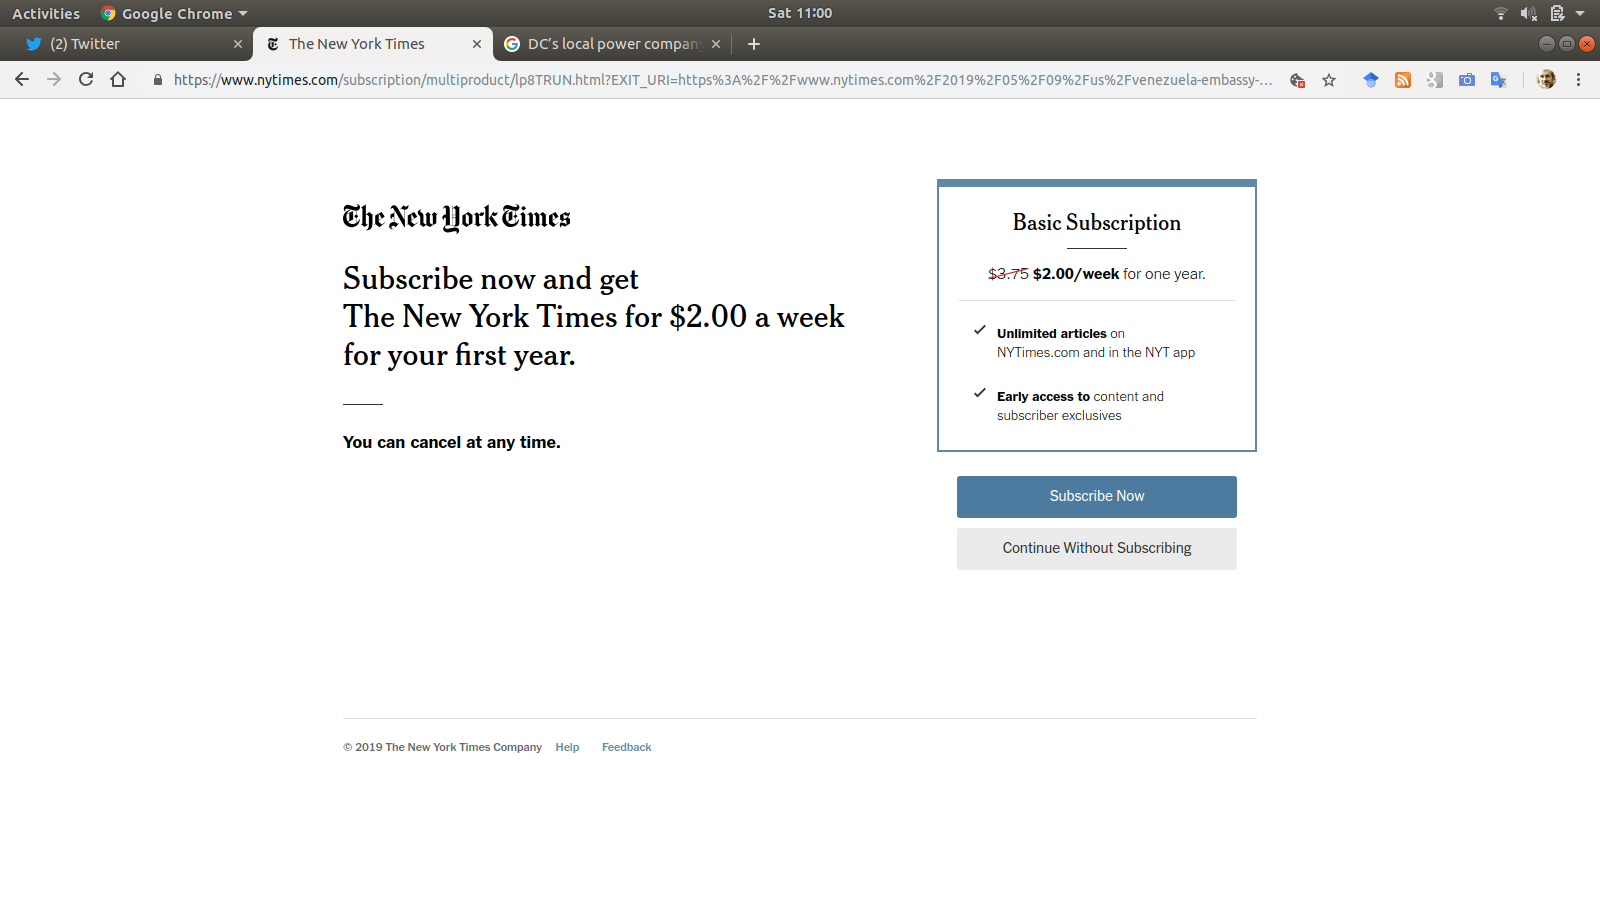 Activities
Google Chrome
Sat 11:00
(2) Twitter
The New York Times
DC's local power compan
https://www.nytimes.com/subscription/multiproduct/lp8TRUN.html?EXIT_URI=https%3A%2F%2Fwww.nytimes.com%2F2019%2F05%2F09%2Fus%2Fvenezuela-embassy-...
The New York Times
Subscribe now and get
The New York Times for $2.00 a week
for your first year.
You can cancel at any time.
Basic Subscription
$3.75 $2.00/week for one year.
Unlimited articles on
NYTimes.com and in the NYT app
Early access to content and
subscriber exclusives
Subscribe Now
Continue Without Subscribing
© 2019 The New York Times Company Help Feedback